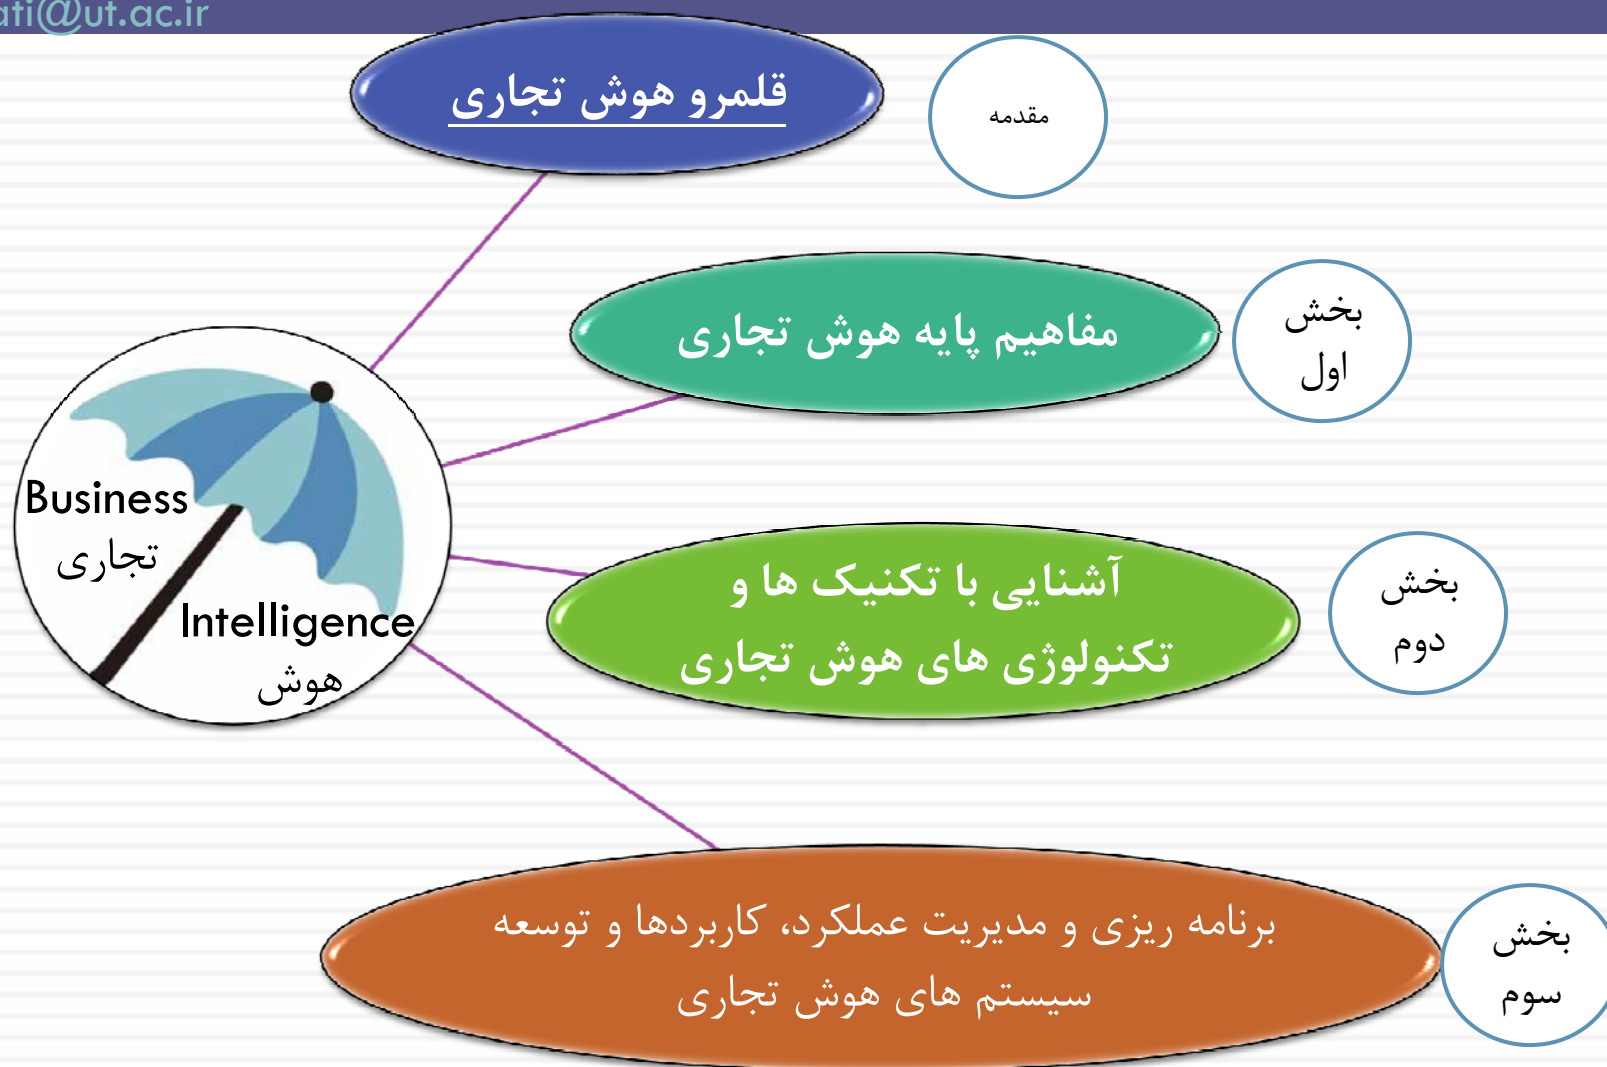 ati@ut.ac.ir
قلمرو هوش تجاری
مقدمه
مفاهیم پایه هوش تجاری
بخش
اول
Business
تجاری
Intelligence
هوش
آشنایی با تکنیک ها و
تکنولوژی های هوش تجاری
بخش
دوم
برنامه ریزی و مدیریت عملکرد، کاربردها و توسعه
سیستم های هوش تجاری
بخش
سوم